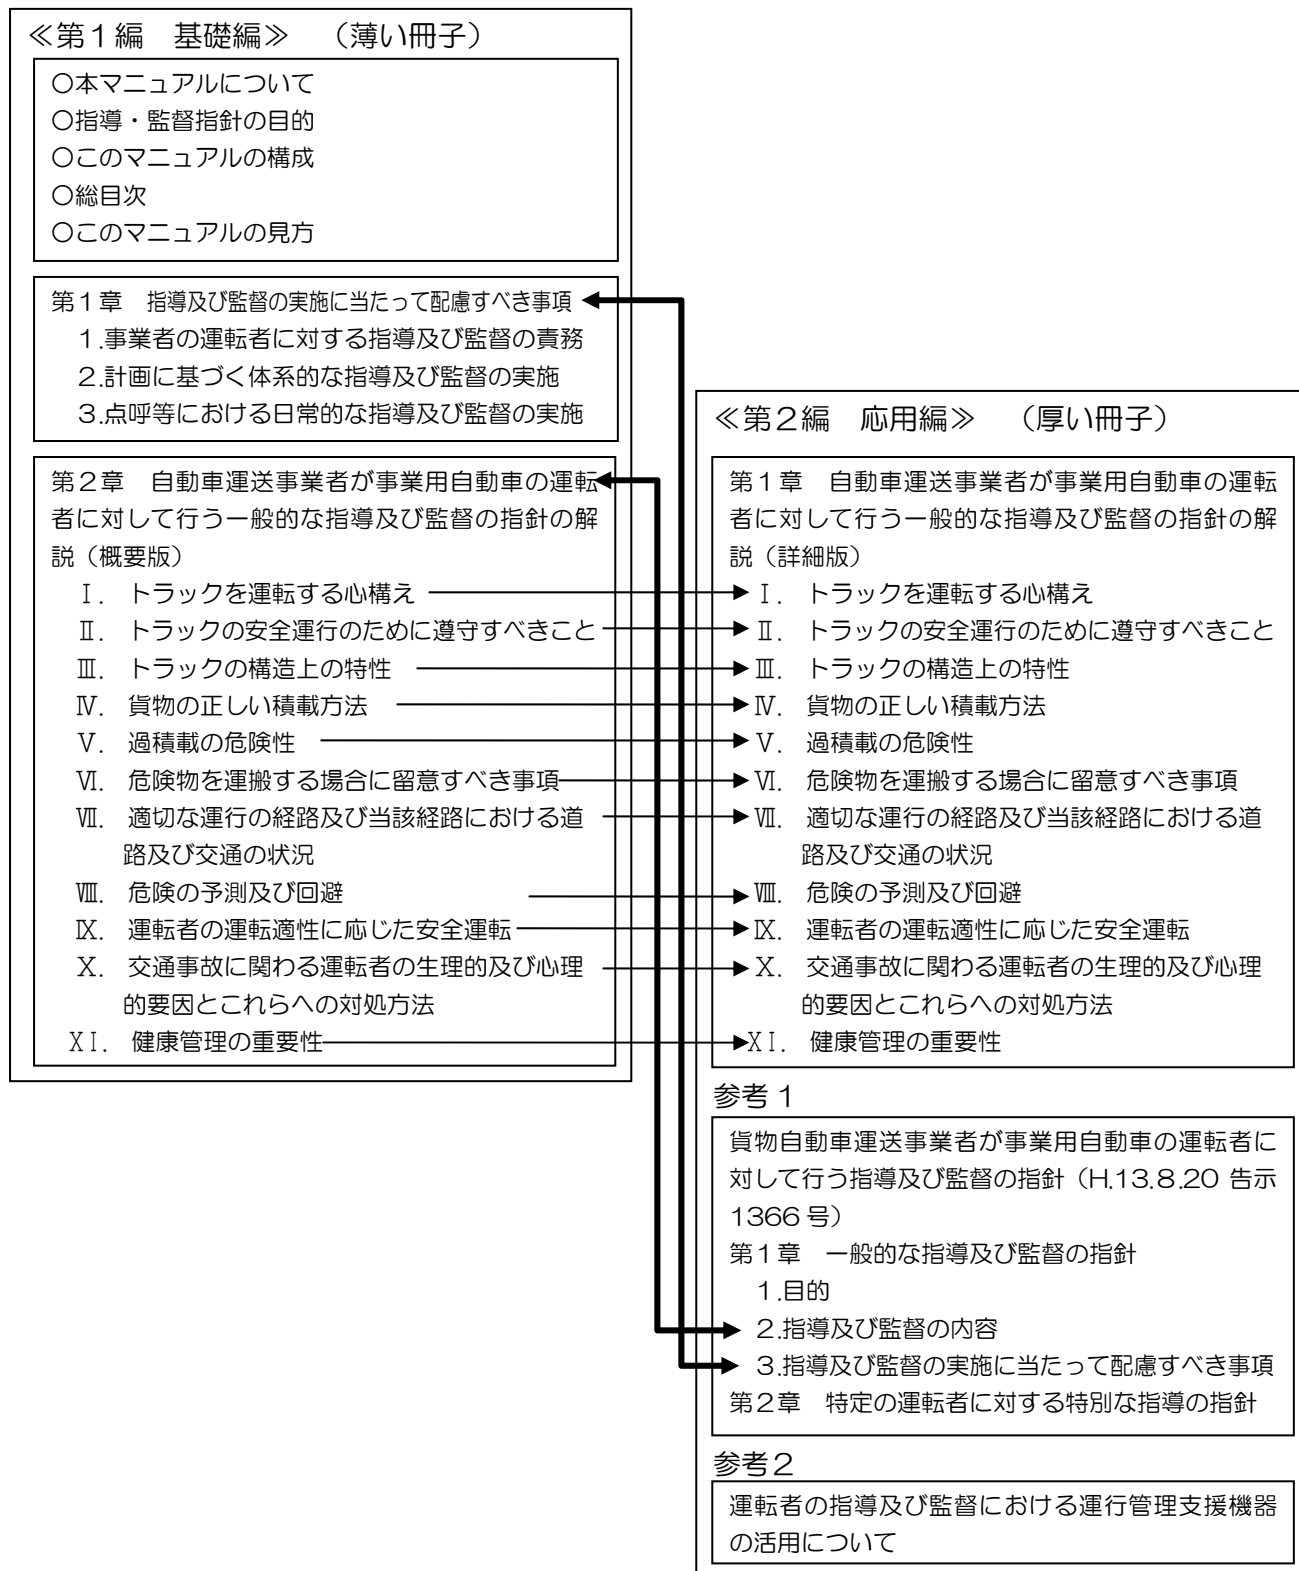 ≪第１編　基礎編≫　（薄い冊子）
○本マニュアルについて
○指導・監督指針の目的
○このマニュアルの構成
○総目次
○このマニュアルの見方
第１章　指導及び監督の実施に当たって配慮すべき事項
１.事業者の運転者に対する指導及び監督の責務
２.計画に基づく体系的な指導及び監督の実施
３.点呼等における日常的な指導及び監督の実施
第２章　自動車運送事業者が事業用自動車の運転
者に対して行う一般的な指導及び監督の指針の解
説（概要版）
Ⅰ．トラックを運転する心構え
Ⅱ．トラックの安全運行のために遵守すべきこと
Ⅲ．トラックの構造上の特性
Ⅳ．貨物の正しい積載方法
Ⅴ．過積載の危険性
Ⅵ．危険物を運搬する場合に留意すべき事項
Ⅶ．適切な運行の経路及び当該経路における道
路及び交通の状況
Ⅷ．危険の予測及び回避
Ⅸ．運転者の運転適性に応じた安全運転
Ⅹ．交通事故に関わる運転者の生理的及び心理
的要因とこれらへの対処方法
ⅩⅠ．健康管理の重要性
≪第２編　応用編≫　（厚い冊子）
第１章　自動車運送事業者が事業用自動車の運転
者に対して行う一般的な指導及び監督の指針の解
説（詳細版）
Ⅰ．トラックを運転する心構え
Ⅱ．トラックの安全運行のために遵守すべきこと
Ⅲ．トラックの構造上の特性
Ⅳ．貨物の正しい積載方法
Ⅴ．過積載の危険性
Ⅵ．危険物を運搬する場合に留意すべき事項
Ⅶ．適切な運行の経路及び当該経路における道
路及び交通の状況
Ⅷ．危険の予測及び回避
Ⅸ．運転者の運転適性に応じた安全運転
Ⅹ．交通事故に関わる運転者の生理的及び心理
的要因とこれらへの対処方法
ⅩⅠ．健康管理の重要性
参考１
貨物自動車運送事業者が事業用自動車の運転者に
対して行う指導及び監督の指針（H.13.8.20 告示
1366 号）
第１章　一般的な指導及び監督の指針
１.目的
２.指導及び監督の内容
３.指導及び監督の実施に当たって配慮すべき事項
第２章　特定の運転者に対する特別な指導の指針
参考２
運転者の指導及び監督における運行管理支援機器
の活用について